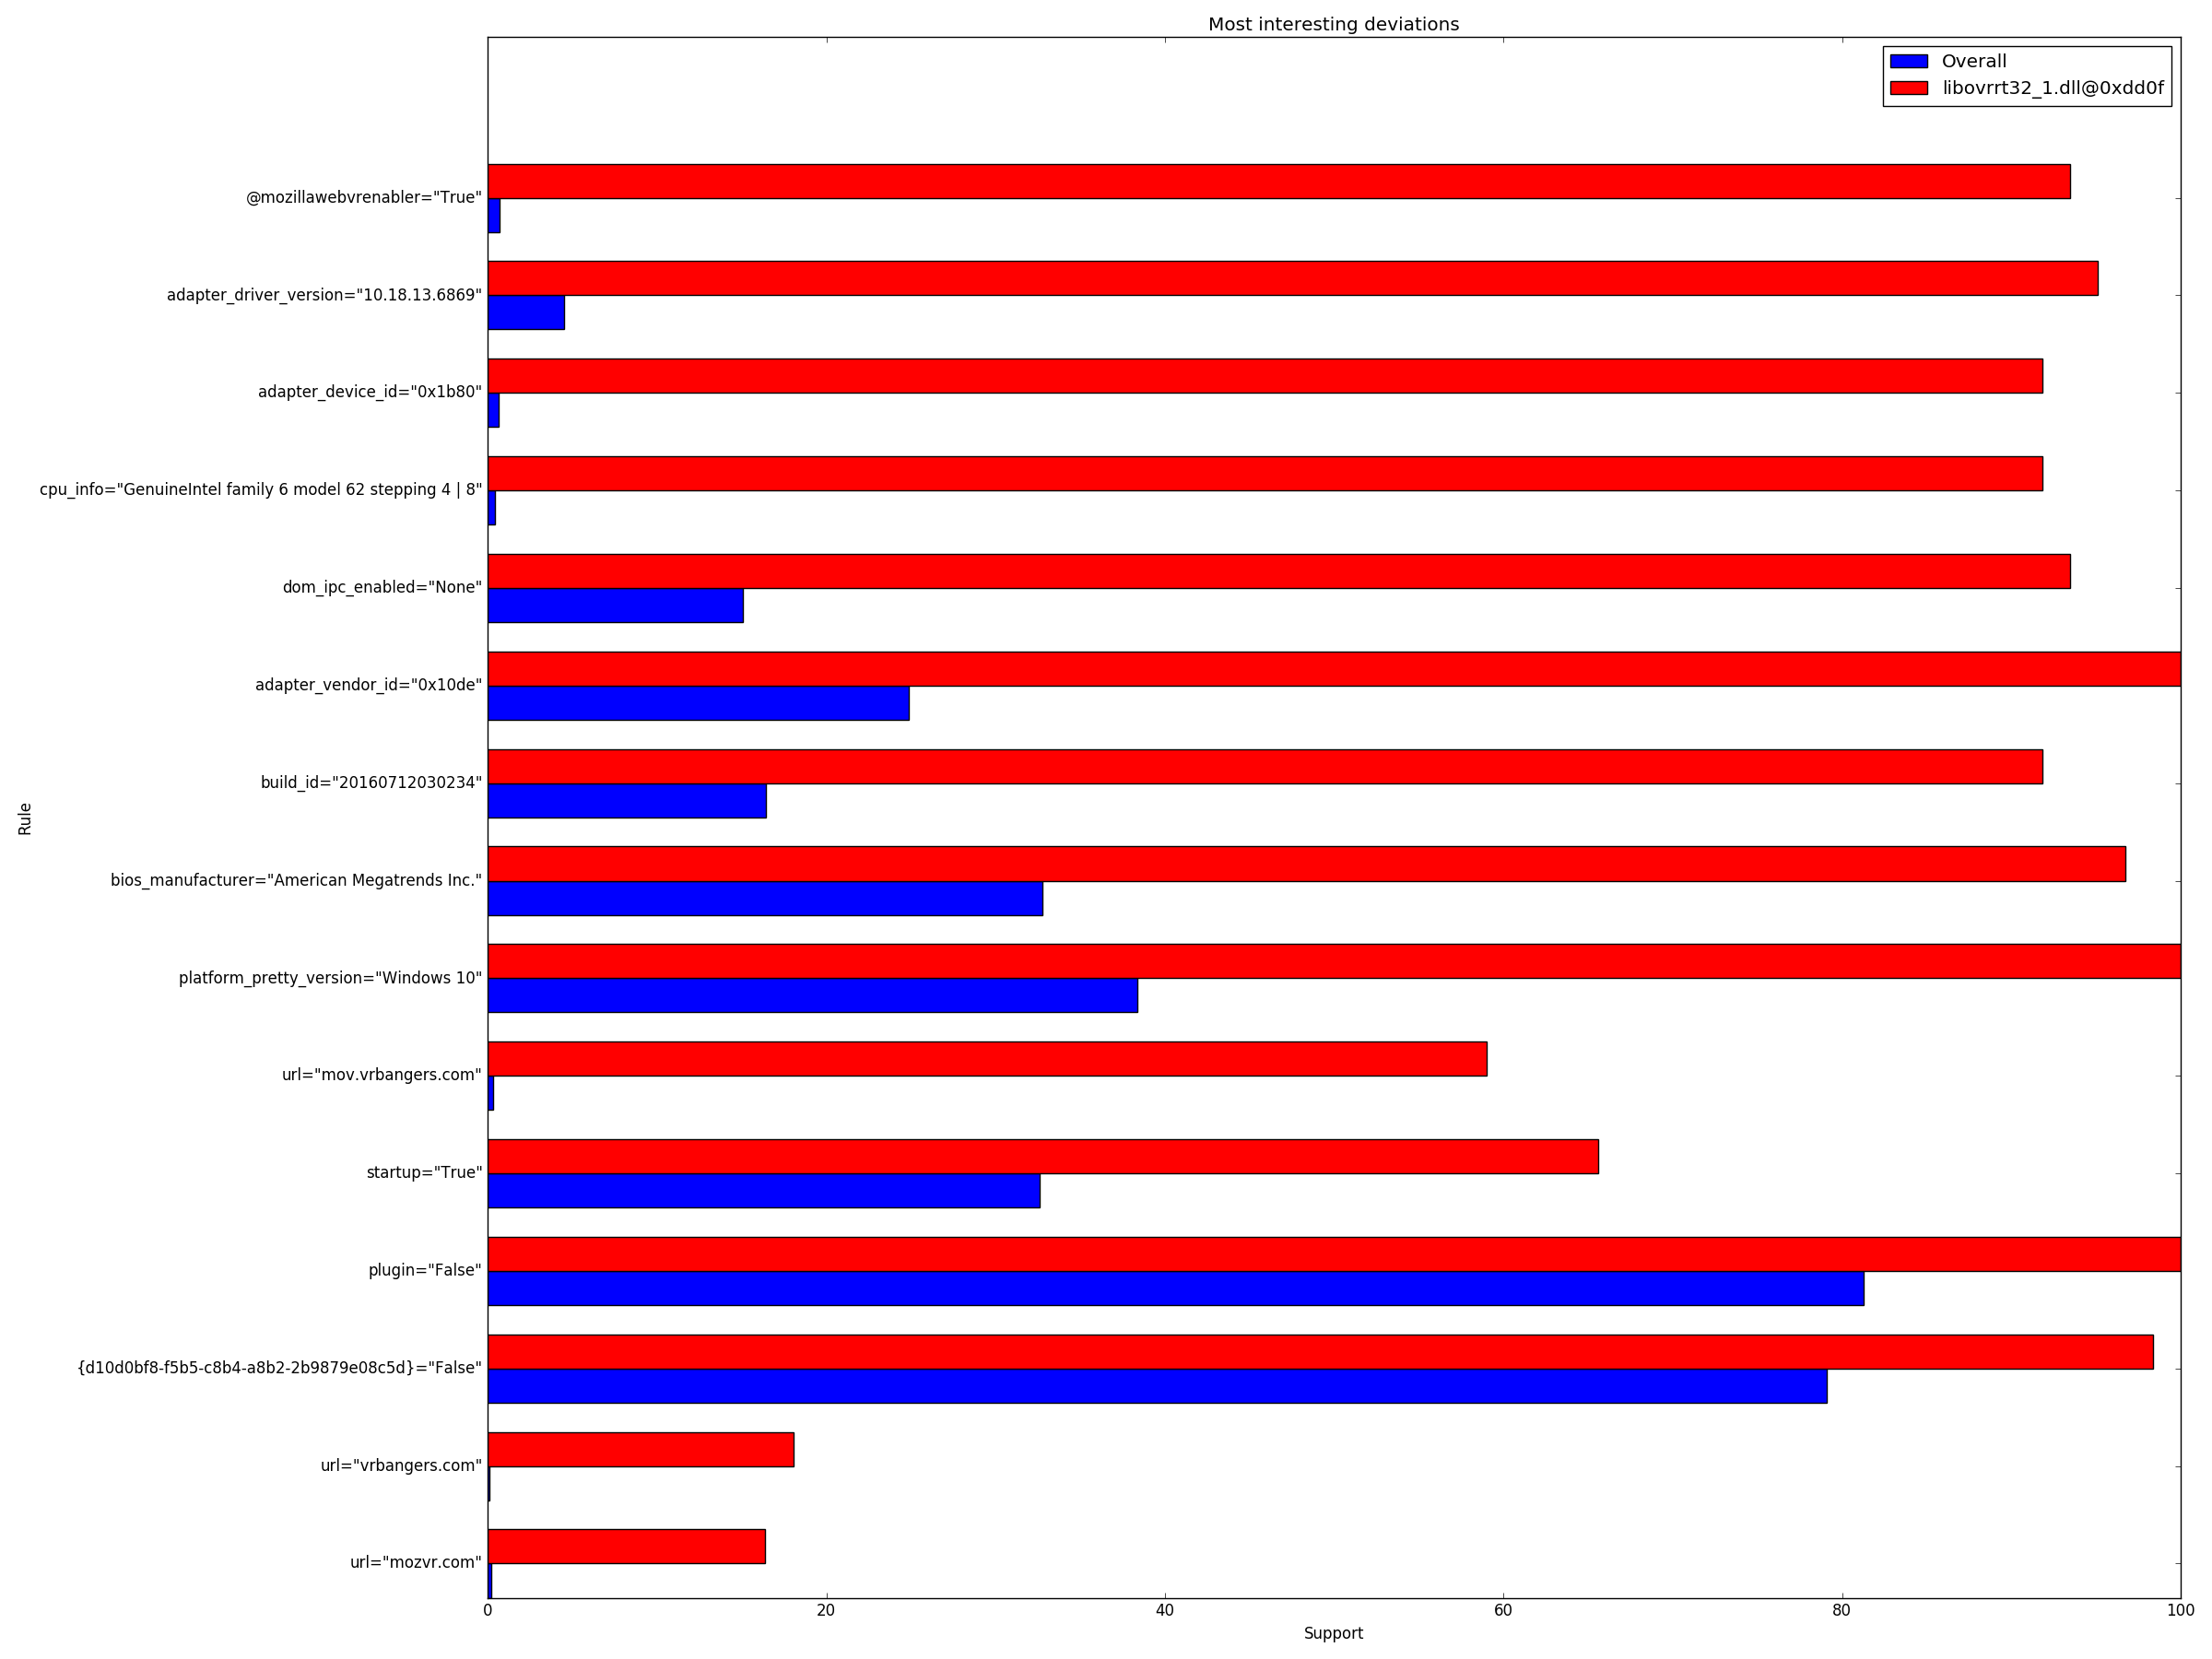 Most interesting deviations
Overall
libovrrt32_1.dll@0xdd0f
@mozillawebvrenabler="True"
adapter_driver_version="10.18.13.6869"
adapter_device_id="0x1b80"
cpu_info="GenuineIntel family 6 model 62 stepping 4 | 8"
dom_ipc_enabled="None"
adapter_vendor_id="0x10de"
build_id="20160712030234"
Rule
bios_manufacturer="American Megatrends Inc."
platform_pretty_version="Windows 10"
url="mov.vrbangers.com"
startup="True"
plugin="False"
{d10d0bf8-f5b5-c8b4-a8b2-2b9879e08c5d}="False"
url="vrbangers.com"
url="mozvr.com"
0 20 40 60 80 100
Support